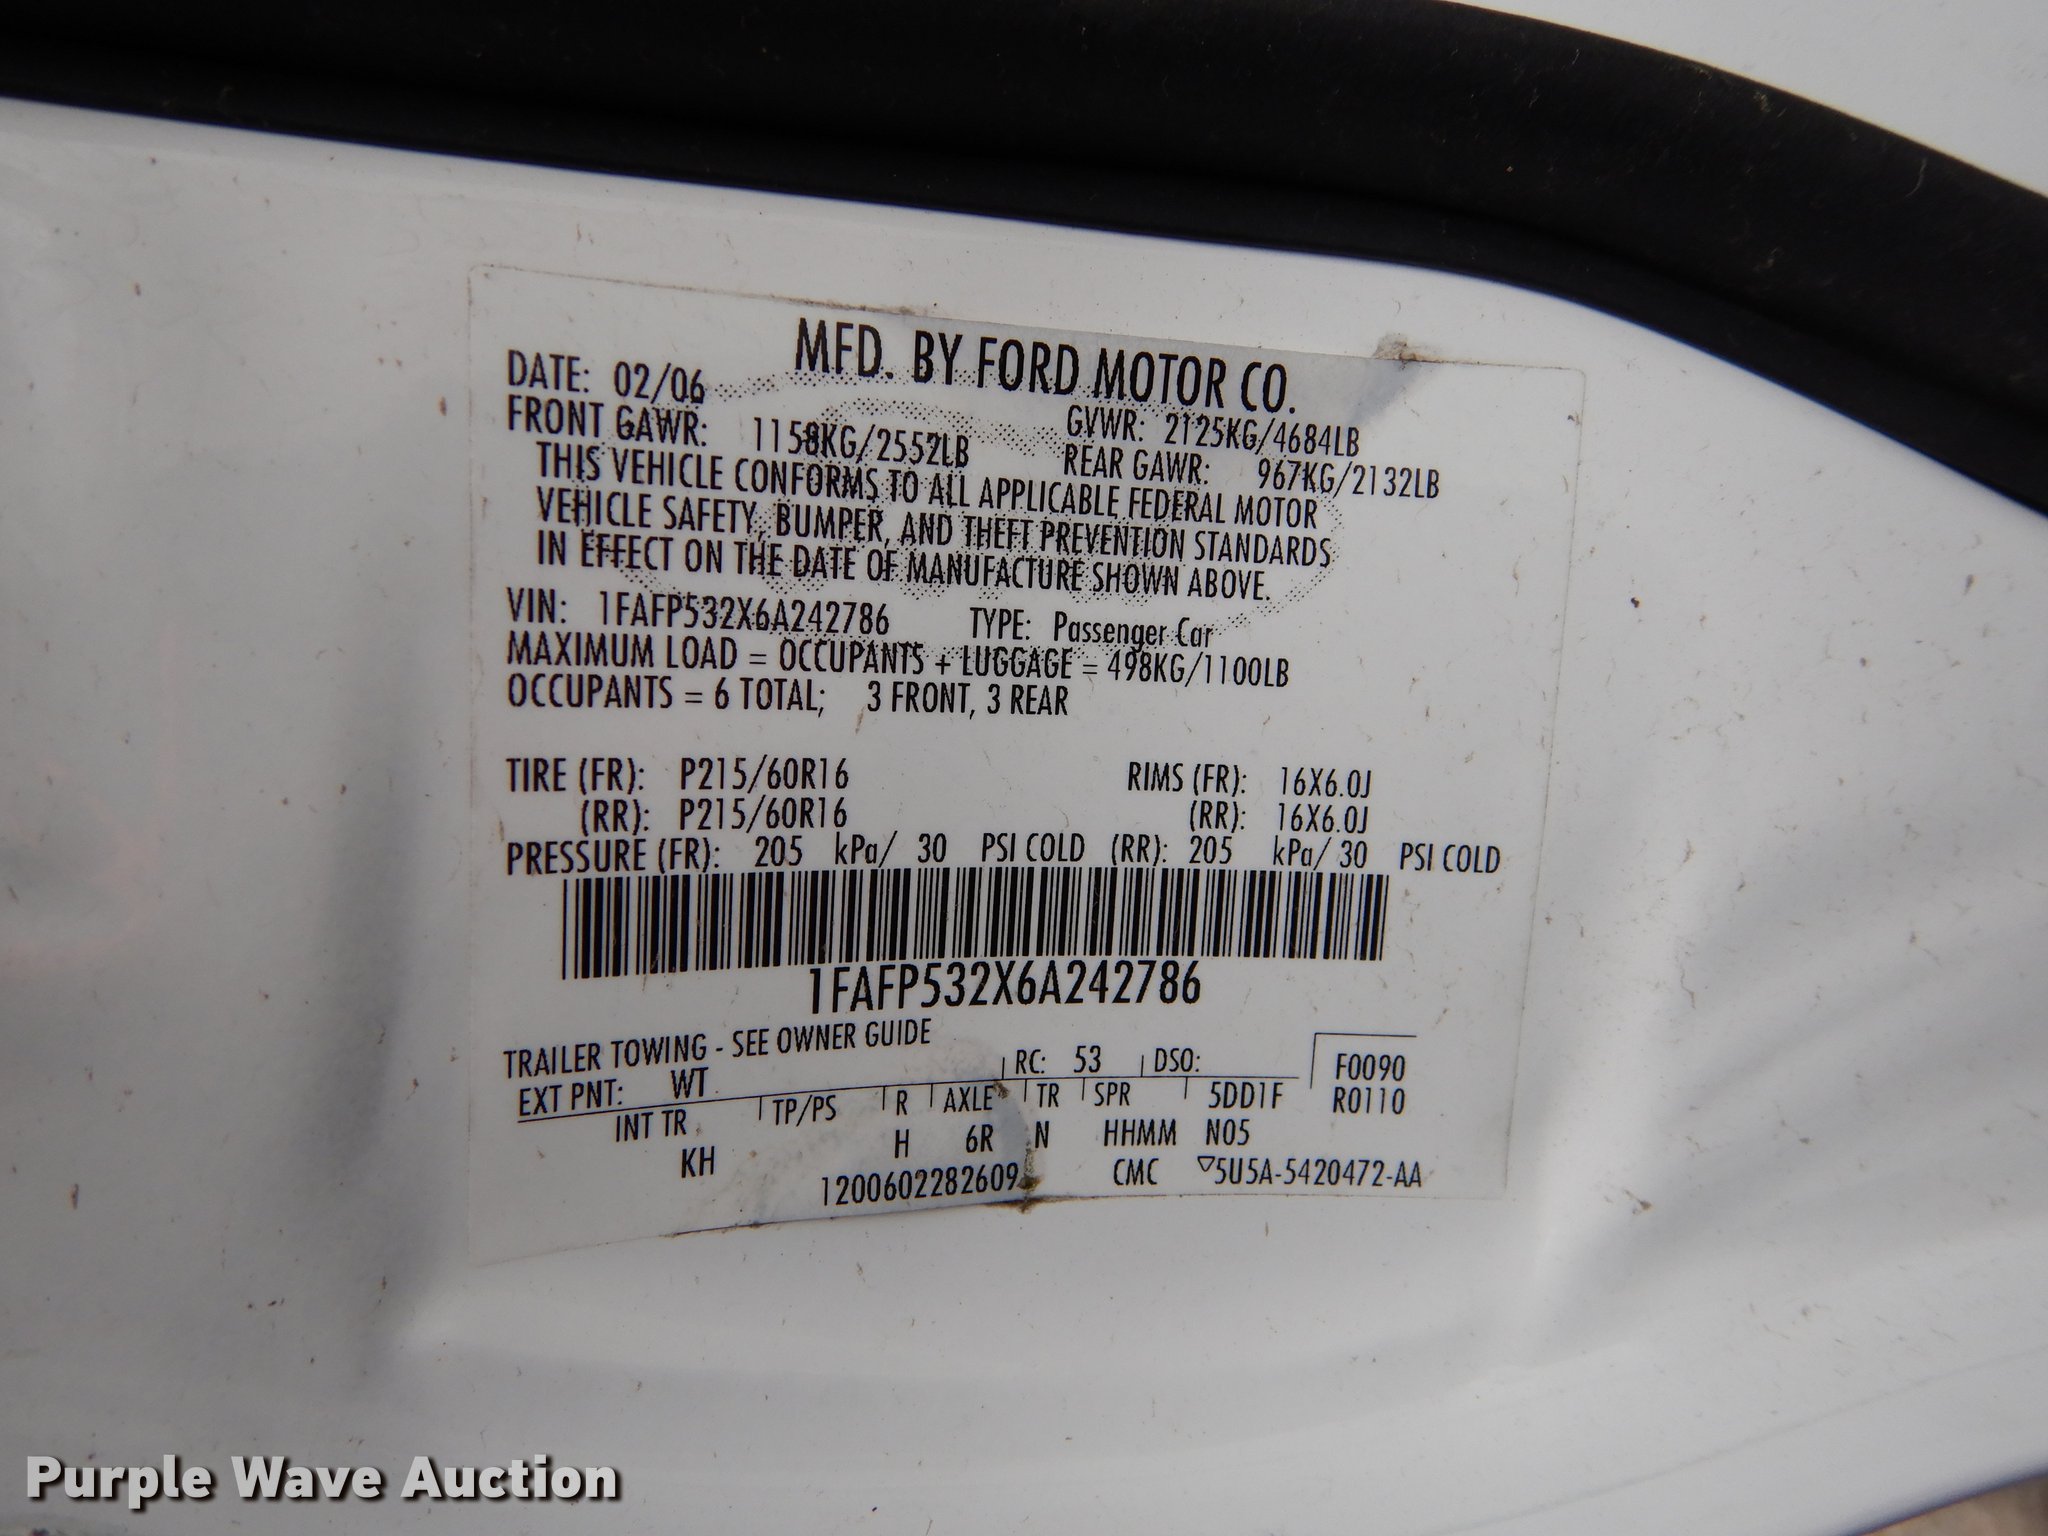 MFD. BY FORD MOTOR CO.
DATE: 02/06 GVWR: 2125KG/4684LB
FRONT GAWR: 1158KG/2552LB REAR GAWR: 967KG/2132LB
THIS VEHICLE CONFORMS TO ALL APPLICABLE FEDERAL MOTOR
VEHICLE SAFETY, BUMPER, AND THEFT PREVENTION STANDARDS
IN EFFECT ON THE DATE OF MANUFACTURE SHOWN ABOVE.
VIN: 1FAFP532X6A242786 TYPE: Passenger Car
MAXIMUM LOAD = OCCUPANTS + LUGGAGE = 498KG/1100LB
OCCUPANTS = 6 TOTAL; 3 FRONT, 3 REAR
TIRE (FR): P215/60R16 RIMS (FR): 16X6.0J
(RR): P215/60R16 (RR): 16X6.0J
PRESSURE (FR): 205 kPa/ 30 PSI COLD (RR): 205 kPa/ 30 PSI COLD
1FAFP532X6A242786
TRAILER TOWING - SEE OWNER GUIDE
EXT PNT: WT RC: 53 DSO: F0090
INT TR TP/PS R AXLE TR SPR 5DD1F R0110
KH H 6R N HHMM N05
1200602282609 CMC ▽5U5A-5420472-AA
Purple Wave Auction